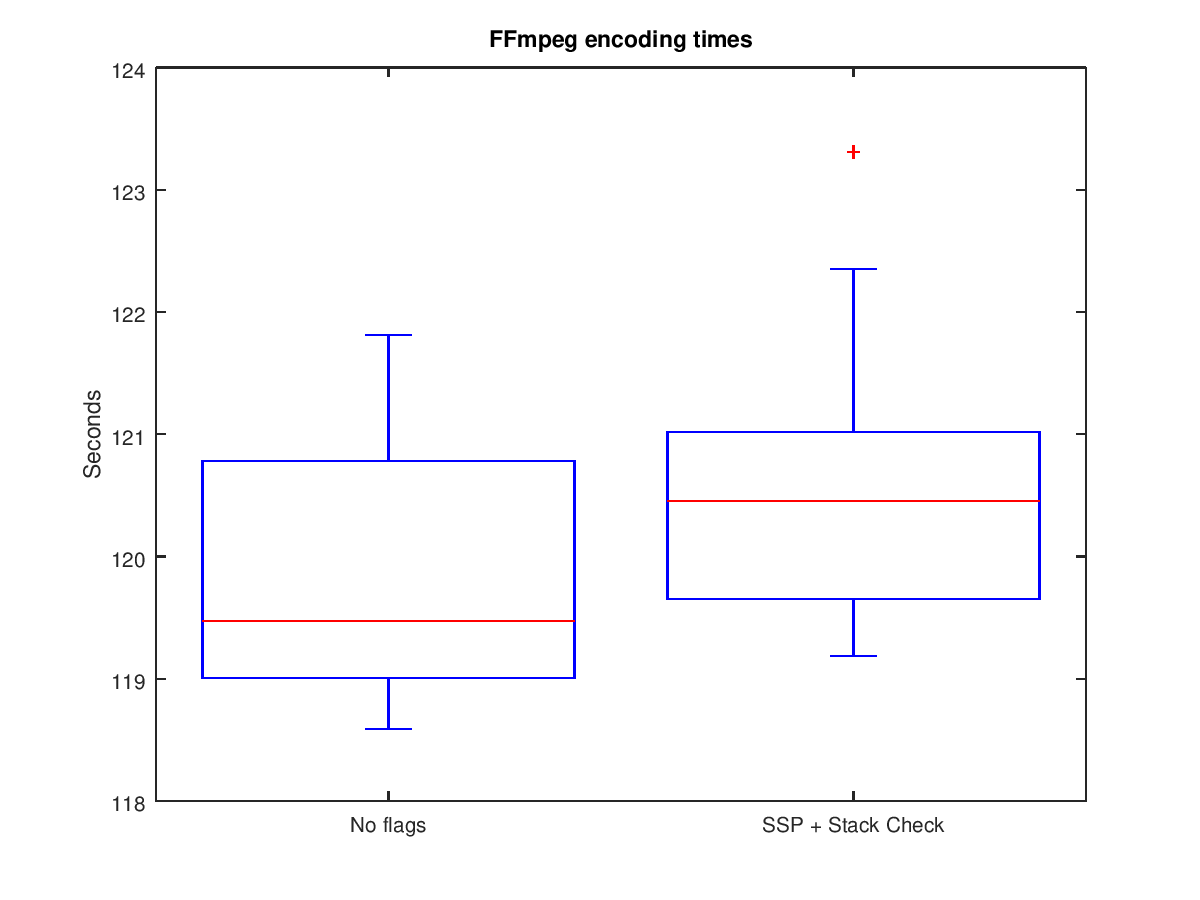 FFmpeg encoding times
124
123
122
121
120
119
118
Seconds
No flags
SSP + Stack Check